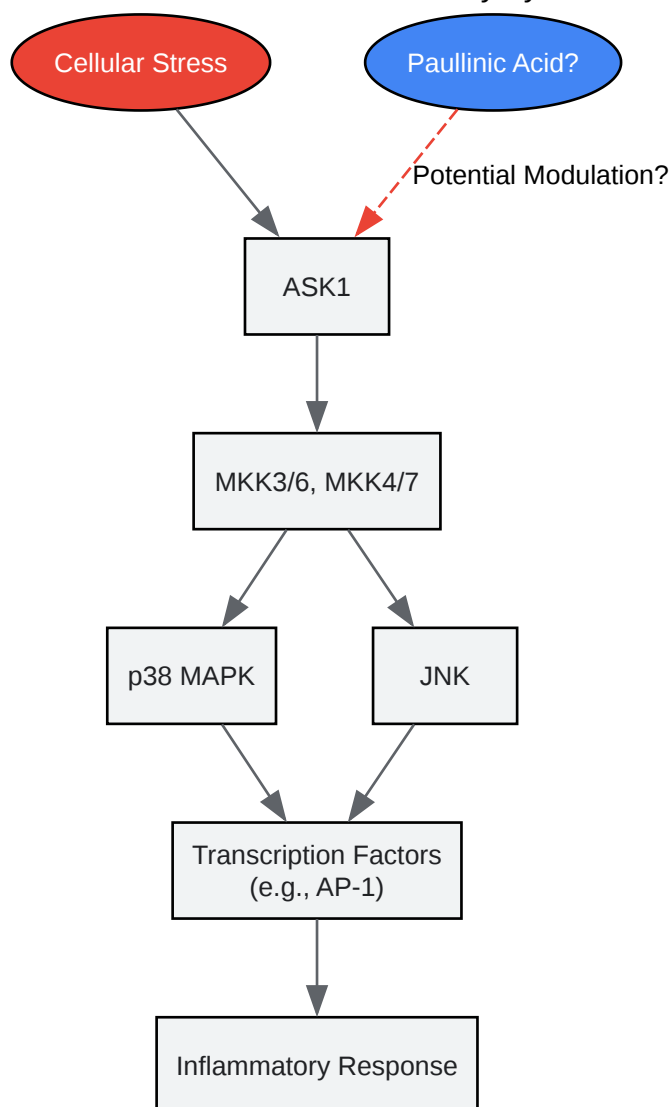 Cellular Stress
Paullinic Acid?
Potential Modulation?
ASK1
MKK3/6, MKK4/7
p38 MAPK
JNK
Transcription Factors
(e.g., AP-1)
Inflammatory Response